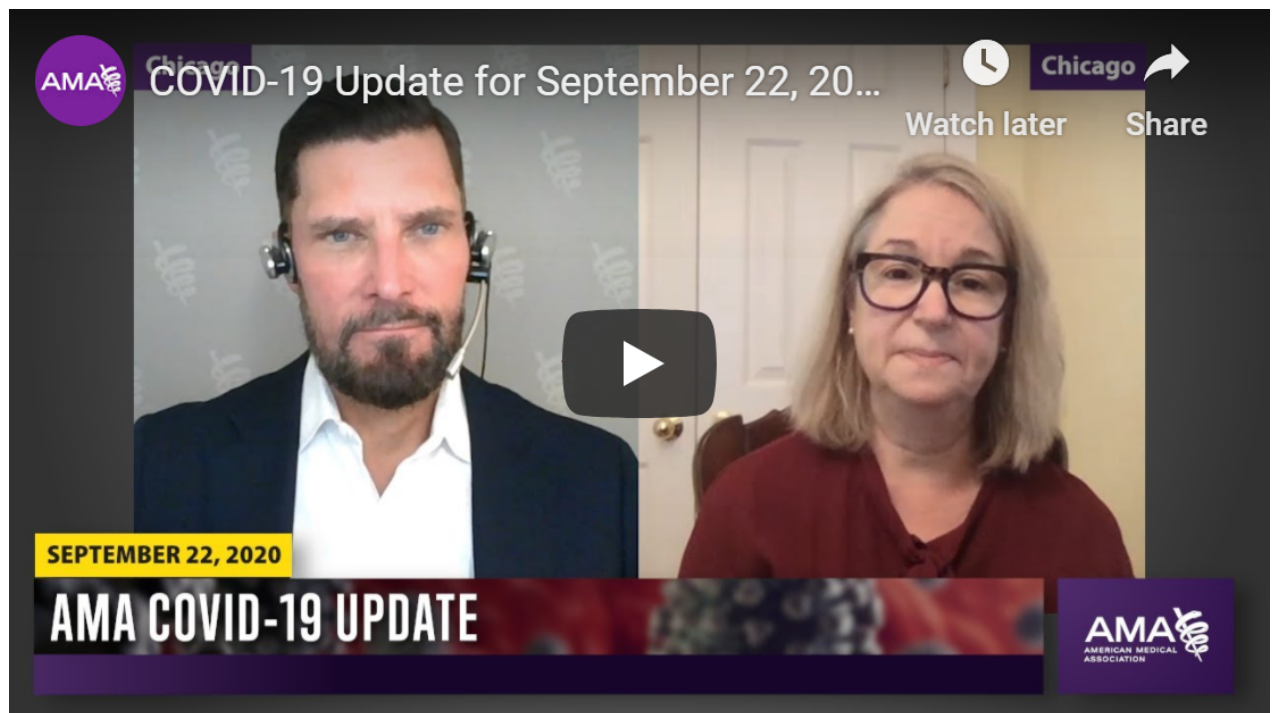 AMA
Chicago
COVID-19 Update for September 22, 20...
Watch later
Chicago
Share
SEPTEMBER 22, 2020
AMA COVID-19 UPDATE
AMA
AMERICAN MEDICAL
ASSOCIATION